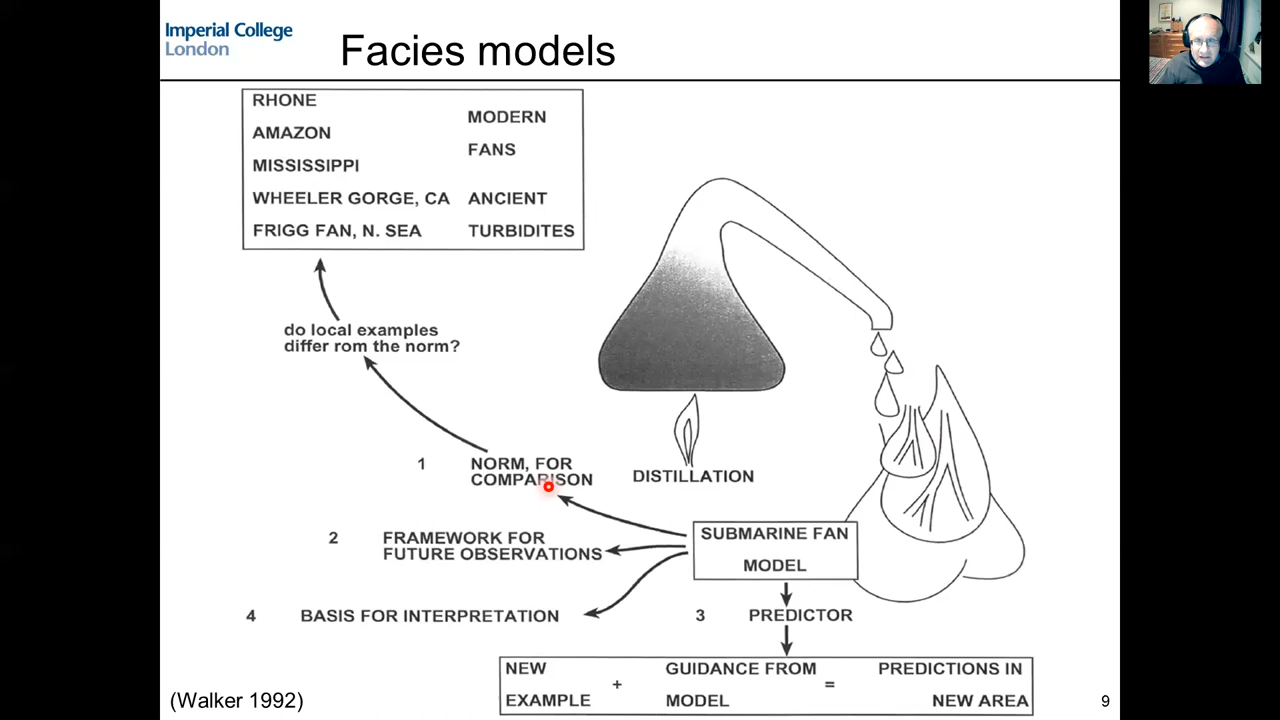 Imperial College
London
Facies models
RHONE
AMAZON
MISSISSIPPI
WHEELER GORGE, CA
FRIGG FAN, N. SEA
MODERN
FANS
ANCIENT
TURBIDITES
do local examples
differ rom the norm?
1 NORM, FOR
COMPARISON
DISTILLATION
2 FRAMEWORK FOR
FUTURE OBSERVATIONS
SUBMARINE FAN
MODEL
4 BASIS FOR INTERPRETATION
3 PREDICTOR
NEW
EXAMPLE
+
GUIDANCE FROM
MODEL
=
PREDICTIONS IN
NEW AREA
(Walker 1992)
9